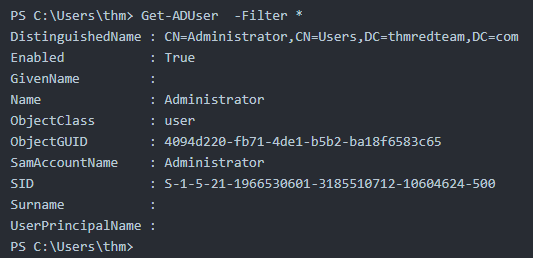 PS C:\Users\thm> Get-ADUser  -Filter *
DistinguishedName : CN=Administrator,CN=Users,DC=thmredteam,DC=com
Enabled           : True
GivenName         :
Name              : Administrator
ObjectClass       : user
ObjectGUID        : 4094d220-fb71-4de1-b5b2-ba18f6583c65
SamAccountName    : Administrator
SID               : S-1-5-21-1966530601-3185510712-10604624-500
Surname           :
UserPrincipalName :
PS C:\Users\thm>